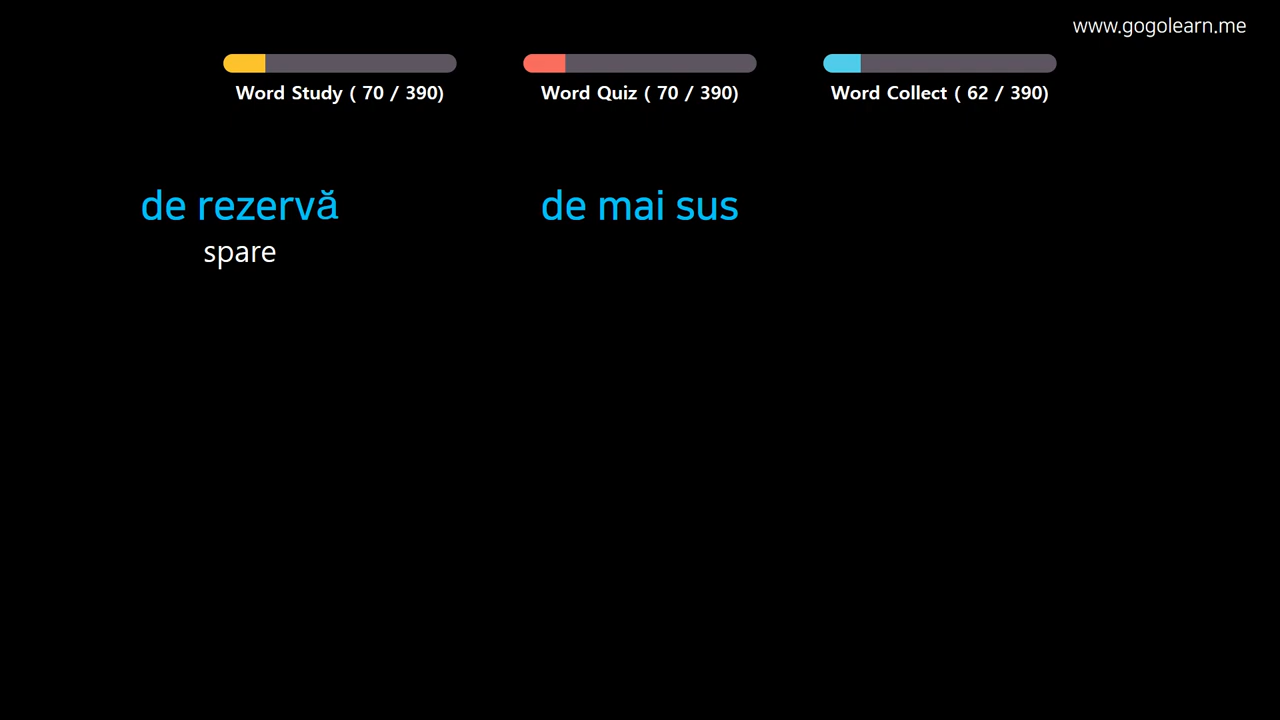 www.gogolearn.me
Word Study ( 70 / 390)
Word Quiz ( 70 / 390)
Word Collect ( 62 / 390)
de rezervă
spare
de mai sus